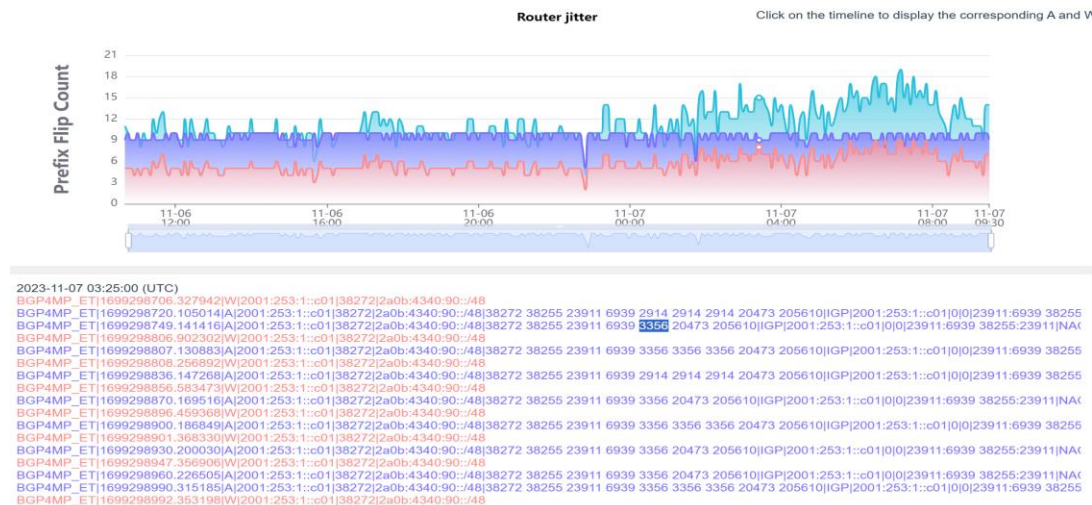 Router jitter
Click on the timeline to display the corresponding A and W
Prefix Flip Count
21
18
15
12
9
6
3
0
11-06 12:00
11-06 16:00
11-06 20:00
11-07 00:00
11-07 04:00
11-07 08:00
11-07 09:30
2023-11-07 03:25:00 (UTC)
BGP4MP_ET|1699298706.327942|W|2001:253:1::c01|38272|2a0b:4340:90::/48
BGP4MP_ET|1699298720.105014|A|2001:253:1::c01|38272|2a0b:4340:90::/48|38272 38255 23911 6939 2914 2914 2914 20473 205610|IGP|2001:253:1::c01|0|0|23911:6939 38255
BGP4MP_ET|1699298749.141416|A|2001:253:1::c01|38272|2a0b:4340:90::/48|38272 38255 23911 6939 3356 20473 205610|IGP|2001:253:1::c01|0|0|23911:6939 38255:23911|NA(
BGP4MP_ET|1699298806.902302|W|2001:253:1::c01|38272|2a0b:4340:90::/48
BGP4MP_ET|1699298807.130883|A|2001:253:1::c01|38272|2a0b:4340:90::/48|38272 38255 23911 6939 3356 3356 3356 20473 205610|IGP|2001:253:1::c01|0|0|23911:6939 38255
BGP4MP_ET|1699298808.256892|W|2001:253:1::c01|38272|2a0b:4340:90::/48
BGP4MP_ET|1699298836.147268|A|2001:253:1::c01|38272|2a0b:4340:90::/48|38272 38255 23911 6939 2914 2914 2914 20473 205610|IGP|2001:253:1::c01|0|0|23911:6939 38255
BGP4MP_ET|1699298856.583473|W|2001:253:1::c01|38272|2a0b:4340:90::/48
BGP4MP_ET|1699298870.169516|A|2001:253:1::c01|38272|2a0b:4340:90::/48|38272 38255 23911 6939 3356 20473 205610|IGP|2001:253:1::c01|0|0|23911:6939 38255:23911|NA(
BGP4MP_ET|1699298896.459368|W|2001:253:1::c01|38272|2a0b:4340:90::/48
BGP4MP_ET|1699298900.186849|A|2001:253:1::c01|38272|2a0b:4340:90::/48|38272 38255 23911 6939 3356 3356 3356 20473 205610|IGP|2001:253:1::c01|0|0|23911:6939 38255
BGP4MP_ET|1699298901.368330|W|2001:253:1::c01|38272|2a0b:4340:90::/48
BGP4MP_ET|1699298930.200030|A|2001:253:1::c01|38272|2a0b:4340:90::/48|38272 38255 23911 6939 3356 20473 205610|IGP|2001:253:1::c01|0|0|23911:6939 38255:23911|NA(
BGP4MP_ET|1699298947.356906|W|2001:253:1::c01|38272|2a0b:4340:90::/48
BGP4MP_ET|1699298960.226505|A|2001:253:1::c01|38272|2a0b:4340:90::/48|38272 38255 23911 6939 3356 20473 205610|IGP|2001:253:1::c01|0|0|23911:6939 38255:23911|NA(
BGP4MP_ET|1699298990.315185|A|2001:253:1::c01|38272|2a0b:4340:90::/48|38272 38255 23911 6939 3356 3356 3356 20473 205610|IGP|2001:253:1::c01|0|0|23911:6939 38255
BGP4MP_ET|1699298992.353198|W|2001:253:1::c01|38272|2a0b:4340:90::/48